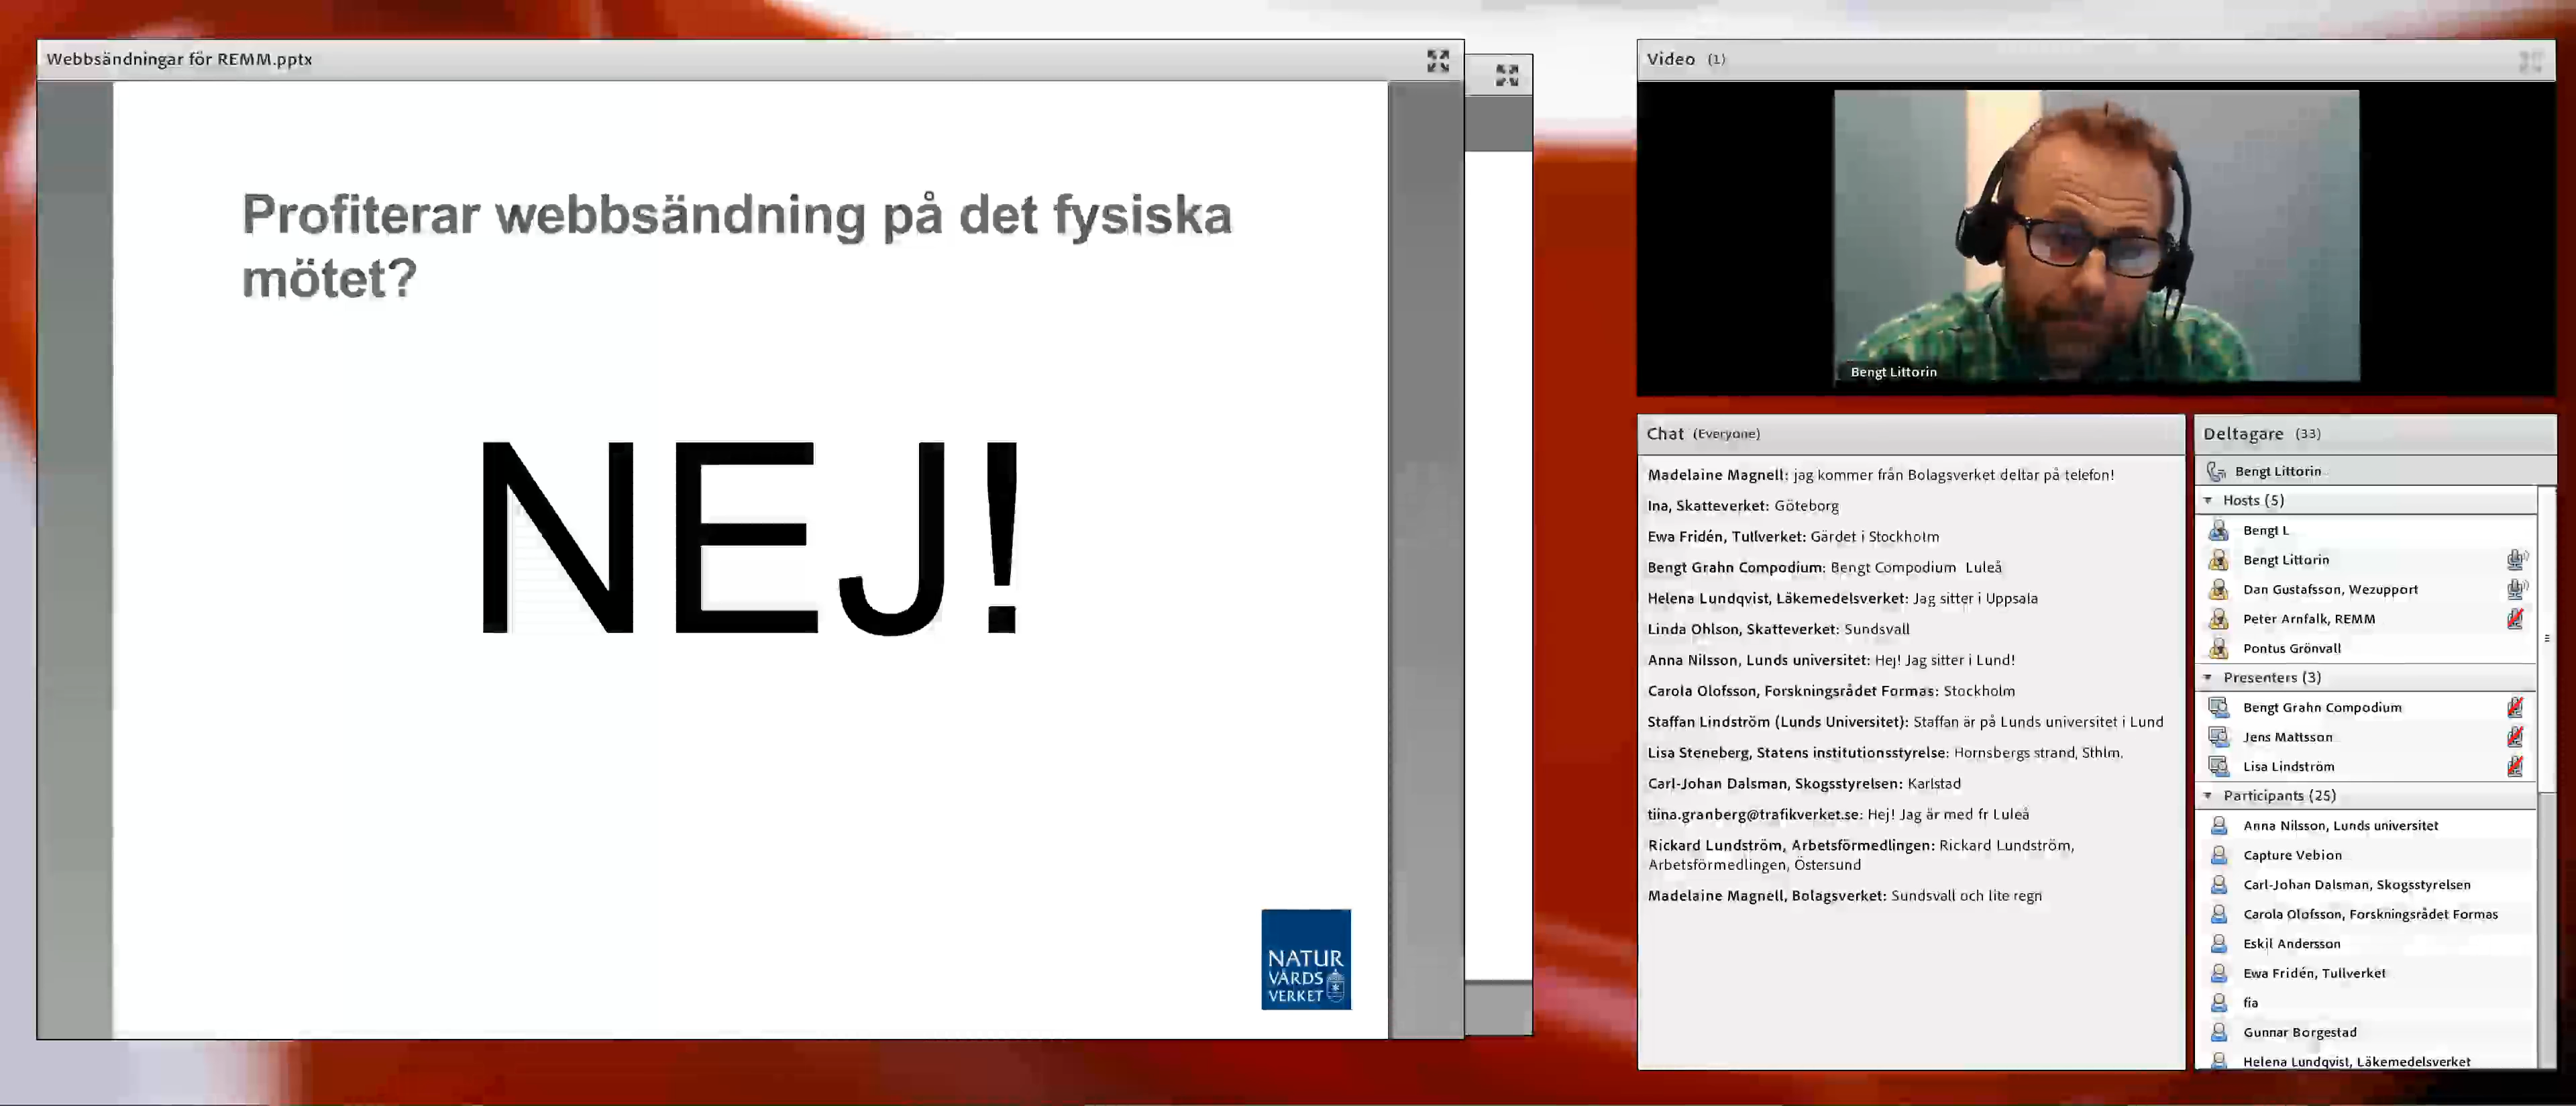 Webbsändningar för REMM.pptx
Profiterar webbsändning på det fysiska
mötet?
NEJ!
NATUR
VÅRDS
VERKET
Video (1)
Bengt Littorin
Chat (Everyone)
Madelaine Magnell: jag kommer från Bolagsverket deltar på telefon!
Ina, Skatteverket: Göteborg
Ewa Fridén, Tullverket: Gärdet i Stockholm
Bengt Grahn Compodium: Bengt Compodium Luleå
Helena Lundqvist, Läkemedelsverket: Jag sitter i Uppsala
Linda Ohlson, Skatteverket: Sundsvall
Anna Nilsson, Lunds universitet: Hej! Jag sitter i Lund!
Carola Olofsson, Forskningsrådet Formas: Stockholm
Staffan Lindström (Lunds Universitet): Staffan är på Lunds universitet i Lund
Lisa Steneberg, Statens institutionsstyrelse: Hornsbergs strand, Sthlm.
Carl-Johan Dalsman, Skogsstyrelsen: Karlstad
tiina.granberg@trafikverket.se: Hej! Jag är med fr Luleå
Rickard Lundström, Arbetsförmedlingen: Rickard Lundström,
Arbetsförmedlingen, Östersund
Madelaine Magnell, Bolagsverket: Sundsvall och lite regn
Deltagare (33)
Bengt Littorin
Hosts (5)
Bengt L
Bengt Littorin
Dan Gustafsson, Wezupport
Peter Arnfalk, REMM
Pontus Grönvall
Presenters (3)
Bengt Grahn Compodium
Jens Mattsson
Lisa Lindström
Participants (25)
Anna Nilsson, Lunds universitet
Capture Vebion
Carl-Johan Dalsman, Skogsstyrelsen
Carola Olofsson, Forskningsrådet Formas
Eskil Andersson
Ewa Fridén, Tullverket
fia
Gunnar Borgestad
Helena Lundqvist, Läkemedelsverket